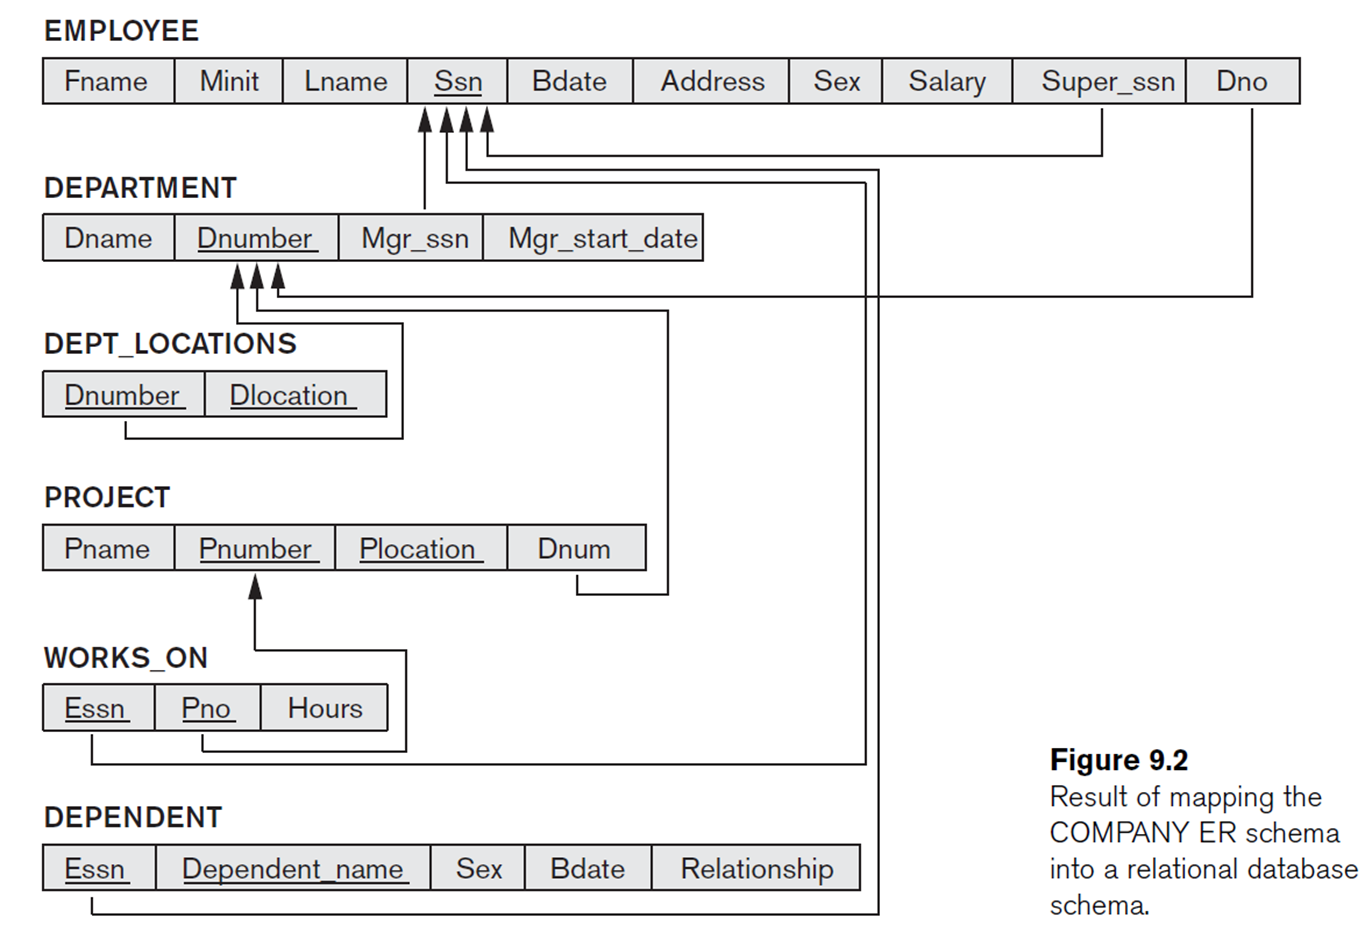 EMPLOYEE
Fname Minit Lname Ssn Bdate Address Sex Salary Super_ssn Dno
DEPARTMENT
Dname Dnumber Mgr_ssn Mgr_start_date
DEPT_LOCATIONS
Dnumber Dlocation
PROJECT
Pname Pnumber Plocation Dnum
WORKS_ON
Essn Pno Hours
DEPENDENT
Essn Dependent_name Sex Bdate Relationship
Figure 9.2
Result of mapping the
COMPANY ER schema
into a relational database
schema.